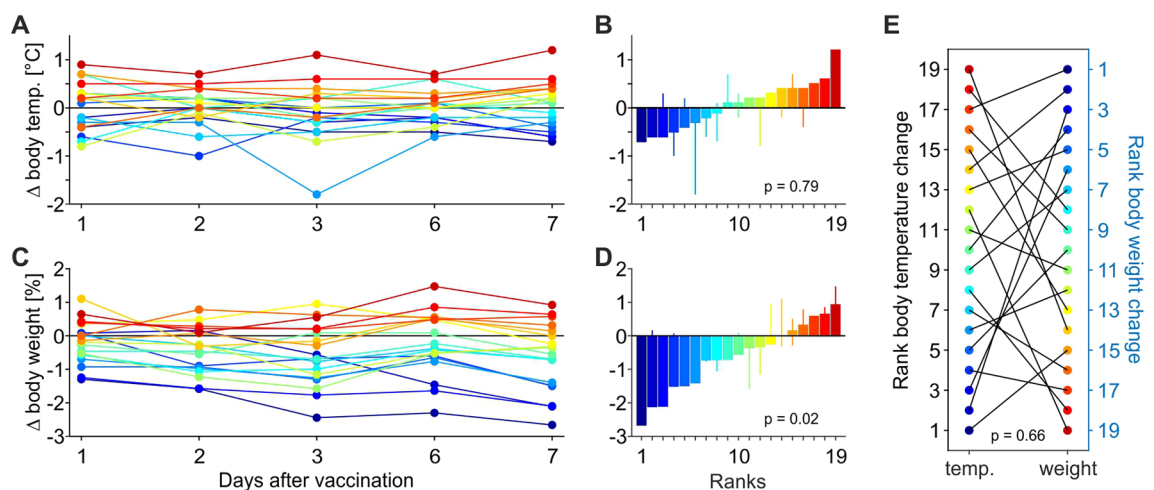 A
Δ body temp. [°C]
1
0
-1
-2
1 2 3 6 7
B
1
0
-1
-2
p = 0.79
1 10 19
C
Δ body weight [%]
2
1
0
-1
-2
-3
1 2 3 6 7
Days after vaccination
D
2
1
0
-1
-2
-3
p = 0.02
1 10 19
Ranks
E
Rank body temperature change
19
17
15
13
11
9
7
5
3
1
1
3
5
7
9
11
13
15
17
19
Rank body weight change
p = 0.66
temp. weight